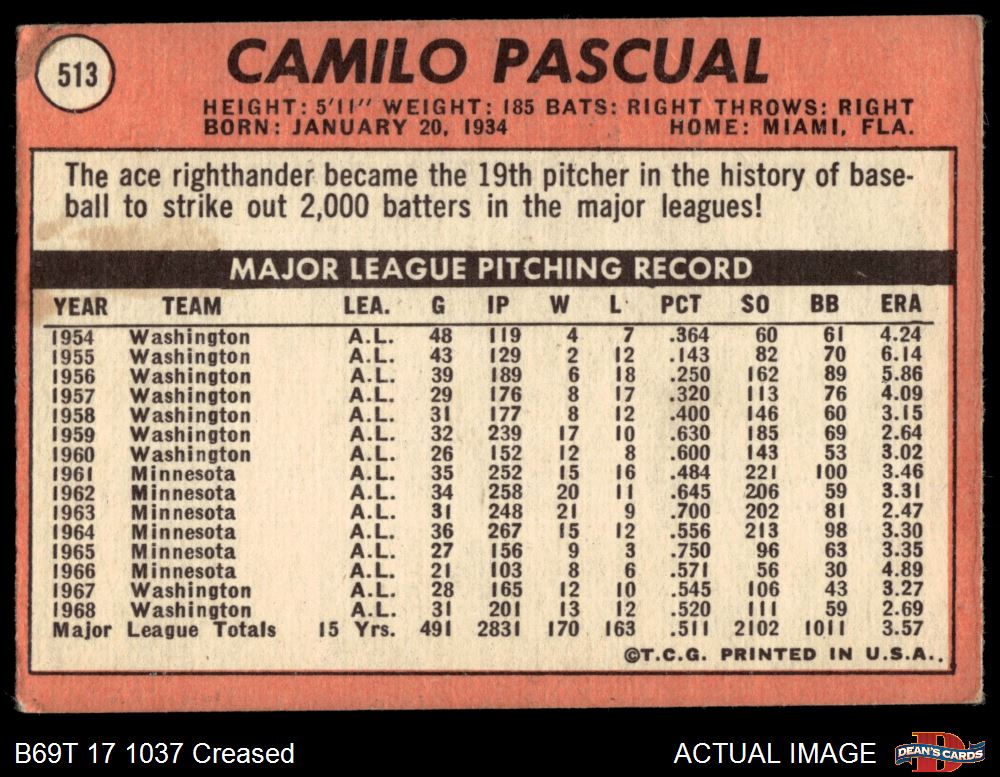 513
CAMILO PASCUAL
HEIGHT: 5'11" WEIGHT: 185 BATS: RIGHT THROWS: RIGHT
BORN: JANUARY 20, 1934 HOME: MIAMI, FLA.
The ace righthander became the 19th pitcher in the history of base-
ball to strike out 2,000 batters in the major leagues!
MAJOR LEAGUE PITCHING RECORD
YEAR TEAM LEA. G IP W L PCT SO BB ERA
1954 Washington A.L. 48 119 4 7 .364 60 61 4.24
1955 Washington A.L. 43 129 2 12 .143 82 70 6.14
1956 Washington A.L. 39 189 6 18 .250 162 89 5.86
1957 Washington A.L. 29 176 8 17 .320 113 76 4.09
1958 Washington A.L. 31 177 8 12 .400 146 60 3.15
1959 Washington A.L. 32 239 17 10 .630 185 69 2.64
1960 Washington A.L. 26 152 12 8 .600 143 53 3.02
1961 Minnesota A.L. 35 252 15 16 .484 221 100 3.46
1962 Minnesota A.L. 34 258 20 11 .645 206 59 3.31
1963 Minnesota A.L. 31 248 21 9 .700 202 81 2.47
1964 Minnesota A.L. 36 267 15 12 .556 213 98 3.30
1965 Minnesota A.L. 27 156 9 3 .750 96 63 3.35
1966 Minnesota A.L. 21 103 8 6 .571 56 30 4.89
1967 Washington A.L. 28 165 12 10 .545 106 43 3.27
1968 Washington A.L. 31 201 13 12 .520 111 59 2.69
Major League Totals 15 Yrs. 491 2831 170 163 .511 2102 1011 3.57
©T.C.G. PRINTED IN U.S.A..
B69T 17 1037 Creased
ACTUAL IMAGE
DEAN'S CARDS